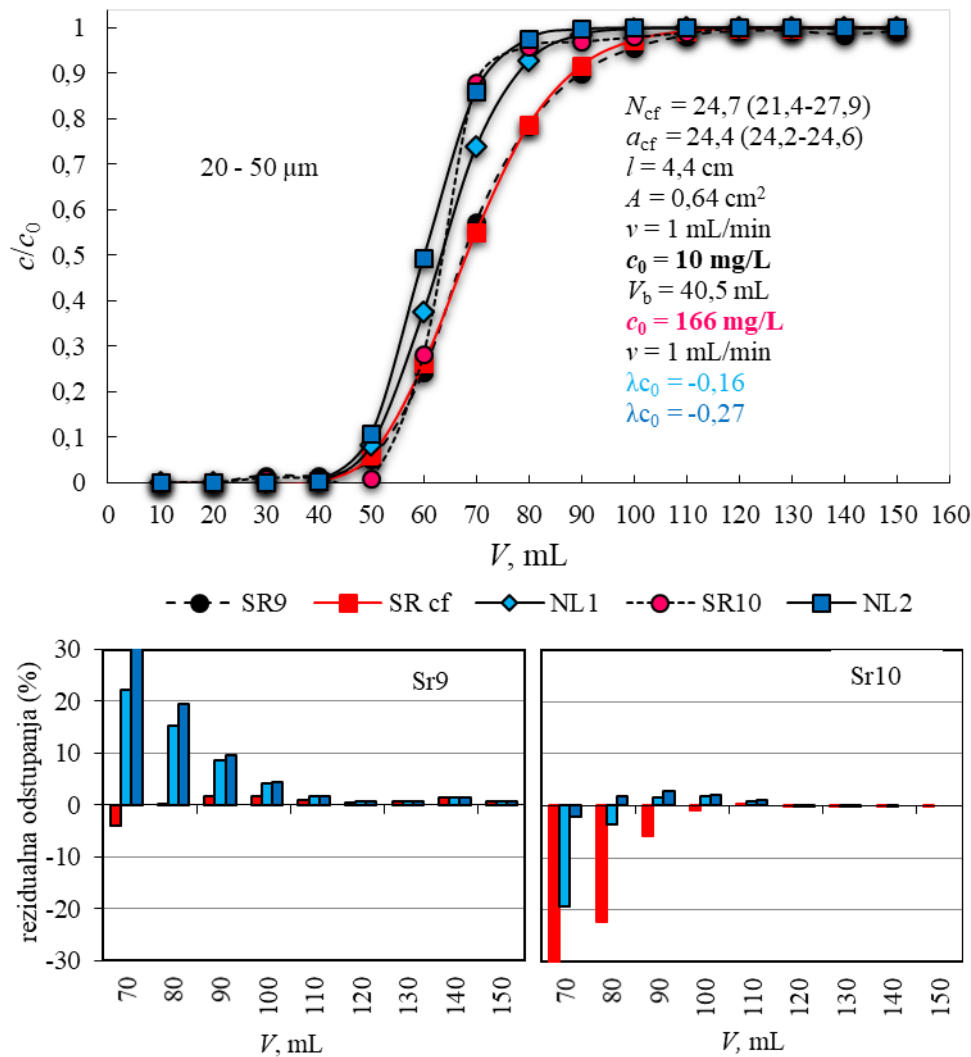 1
0,9
0,8
0,7
0,6
0,5
0,4
0,3
0,2
0,1
0
c/c₀
20 - 50 µm
N_cf = 24,7 (21,4-27,9)
a_cf = 24,4 (24,2-24,6)
l = 4,4 cm
A = 0,64 cm²
v = 1 mL/min
c₀ = 10 mg/L
V_b = 40,5 mL
c₀ = 166 mg/L
v = 1 mL/min
λc₀ = -0,16
λc₀ = -0,27
0 10 20 30 40 50 60 70 80 90 100 110 120 130 140 150 160
V, mL
SR9 SR cf NL1 SR10 NL2
rezidualna odstupanja (%)
30
20
10
0
-10
-20
-30
Sr9
70 80 90 100 110 120 130 140 150
V, mL
Sr10
70 80 90 100 110 120 130 140 150
V, mL